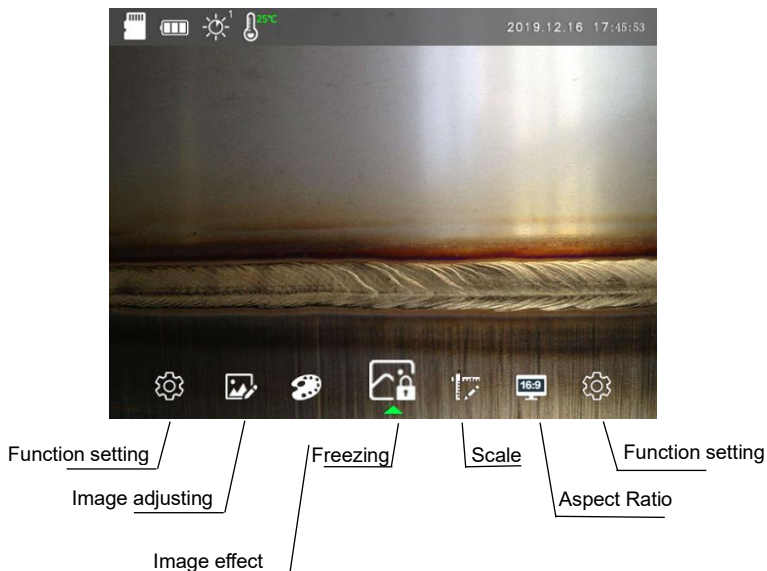 1
25℃
2019.12.16 17:45:53
16:9
Function setting
Freezing
Scale
Function setting
Image adjusting
Aspect Ratio
Image effect